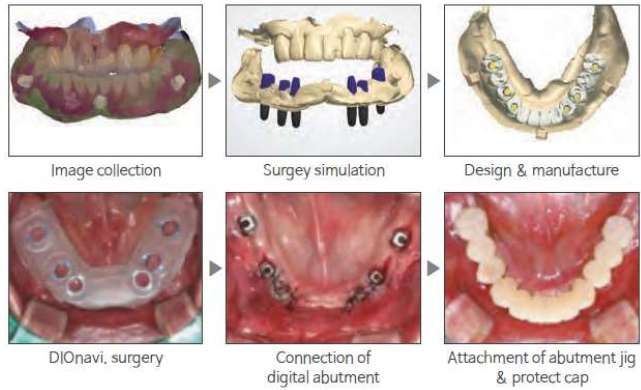 Image collection
Surgey simulation
Design & manufacture
DIOnavi. surgery
Connection of
digital abutment
Attachment of abutment jig
& protect cap